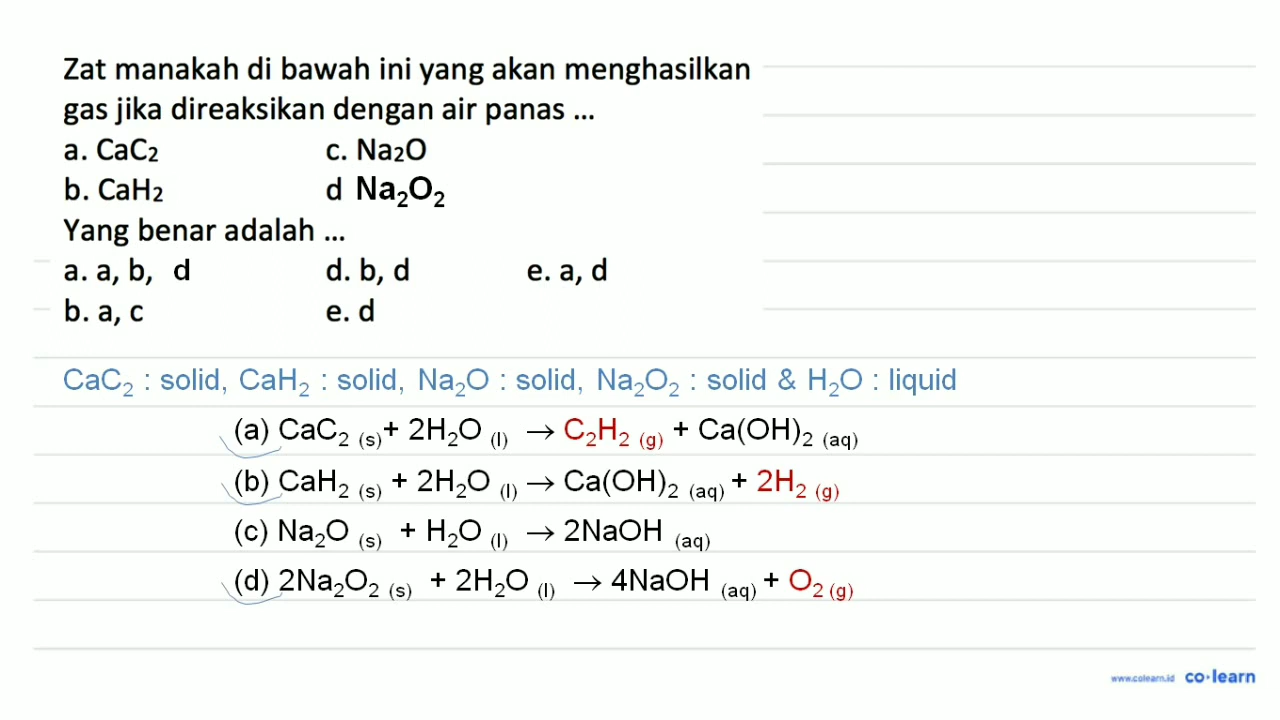 Zat manakah di bawah ini yang akan menghasilkan
gas jika direaksikan dengan air panas ...
a. CaC₂ c. Na₂O
b. CaH₂ d Na₂O₂
Yang benar adalah ...
a. a, b, d d. b, d e. a, d
b. a, c e. d
CaC₂ : solid, CaH₂ : solid, Na₂O : solid, Na₂O₂ : solid & H₂O : liquid
(a) CaC₂ (s)+ 2H₂O (l) → C₂H₂ (g) + Ca(OH)₂ (aq)
(b) CaH₂ (s) + 2H₂O (l) → Ca(OH)₂ (aq) + 2H₂ (g)
(c) Na₂O (s) + H₂O (l) → 2NaOH (aq)
(d) 2Na₂O₂ (s) + 2H₂O (l) → 4NaOH (aq) + O₂ (g)
www.colearn.id co·learn